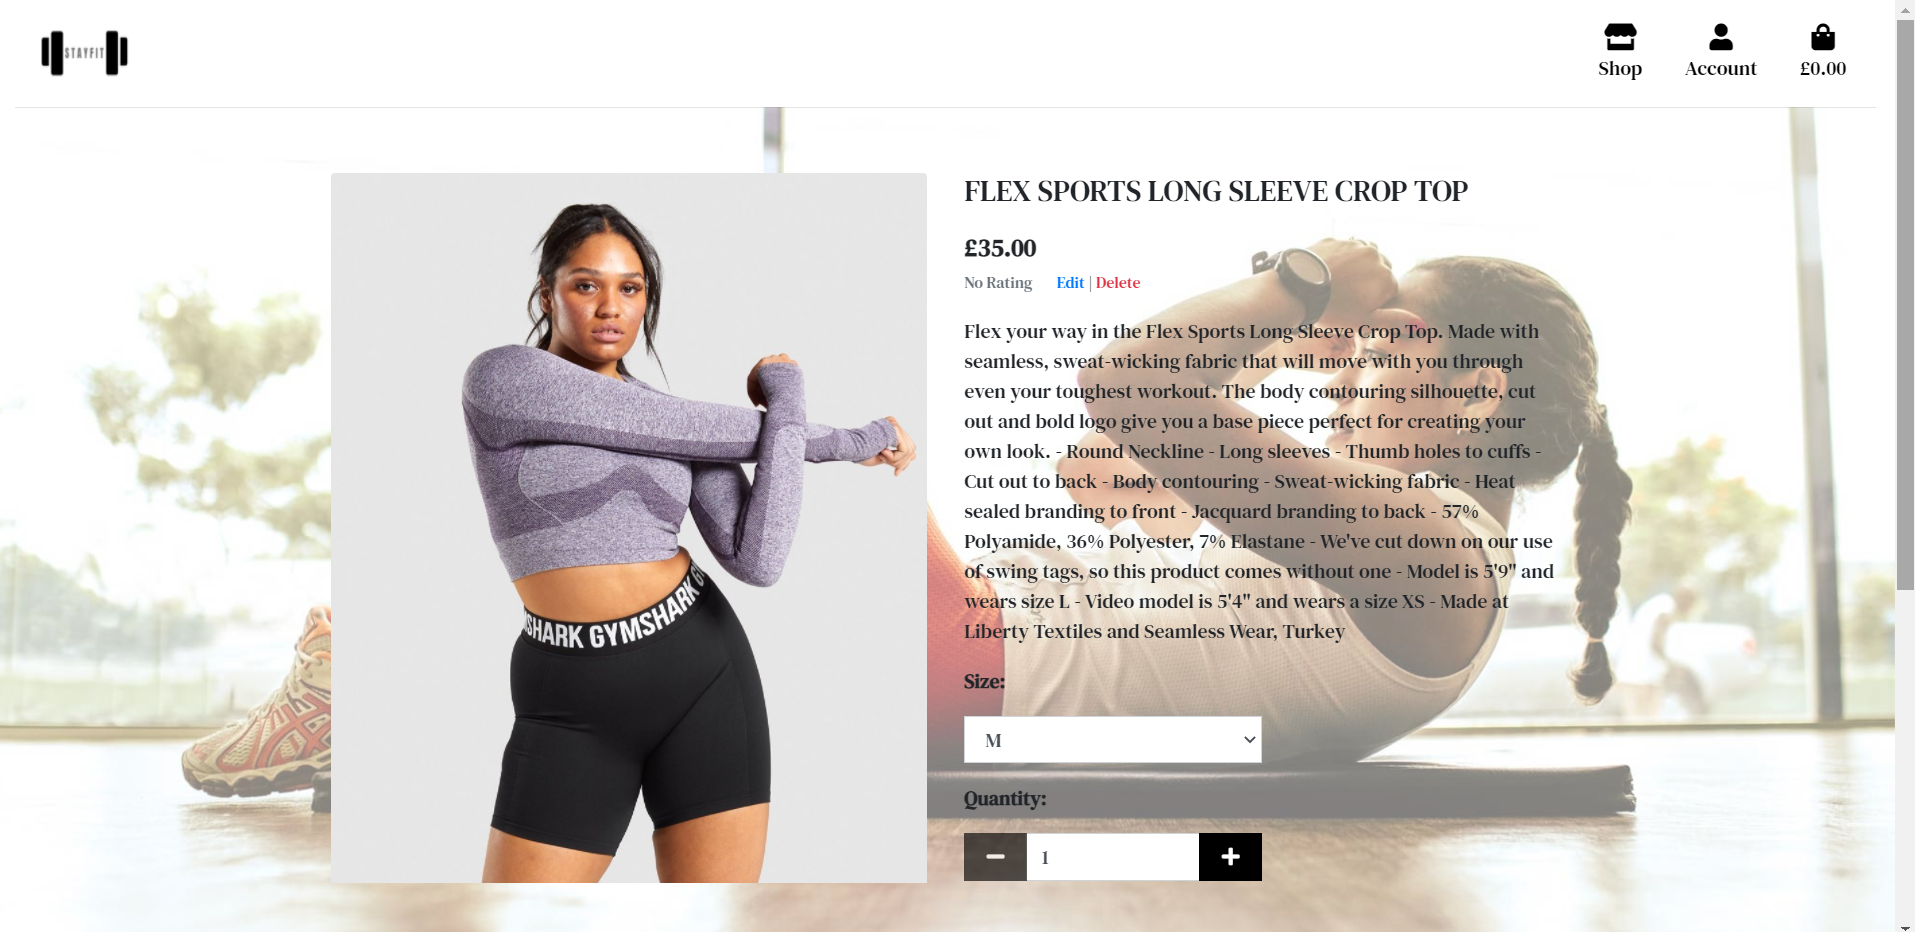 STAYFIT
Shop
Account
£0.00
FLEX SPORTS LONG SLEEVE CROP TOP
£35.00
No Rating Edit | Delete
Flex your way in the Flex Sports Long Sleeve Crop Top. Made with
seamless, sweat-wicking fabric that will move with you through
even your toughest workout. The body contouring silhouette, cut
out and bold logo give you a base piece perfect for creating your
own look. - Round Neckline - Long sleeves - Thumb holes to cuffs -
Cut out to back - Body contouring - Sweat-wicking fabric - Heat
sealed branding to front - Jacquard branding to back - 57%
Polyamide, 36% Polyester, 7% Elastane - We've cut down on our use
of swing tags, so this product comes without one - Model is 5'9" and
wears size L - Video model is 5'4" and wears a size XS - Made at
Liberty Textiles and Seamless Wear, Turkey
Size:
M
Quantity:
1
SHARK GYMSHARK G